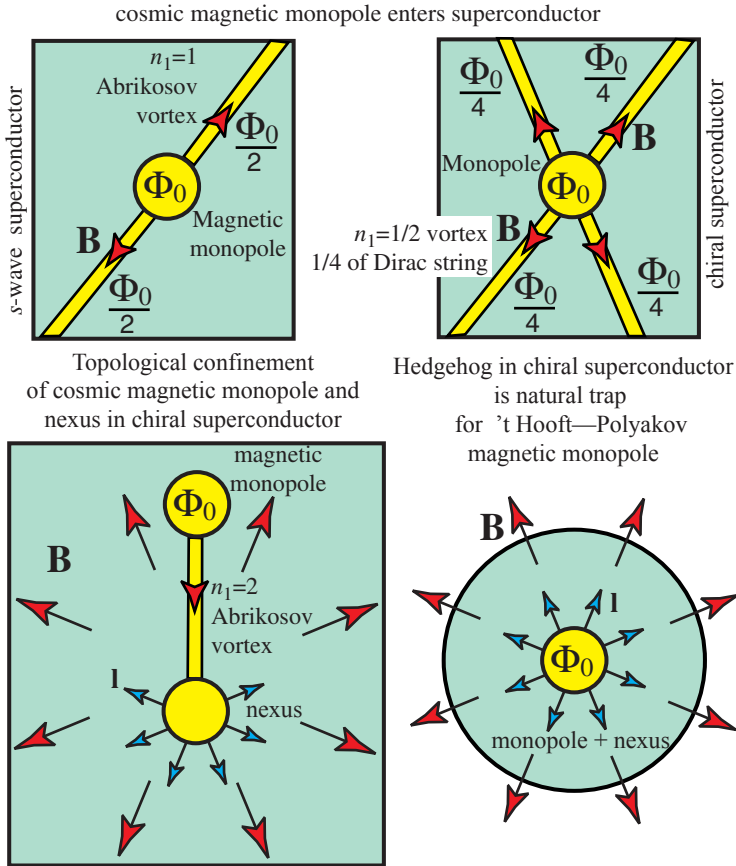 cosmic magnetic monopole enters superconductor
s-wave superconductor
n₁=1
Abrikosov
vortex
Φ₀/2
Φ₀
B
Magnetic
monopole
Φ₀/2
Φ₀/4
Φ₀/4
B
Monopole
Φ₀
n₁=1/2 vortex
1/4 of Dirac string
B
Φ₀/4
Φ₀/4
chiral superconductor
Topological confinement
of cosmic magnetic monopole and
nexus in chiral superconductor
magnetic
monopole
Φ₀
B
n₁=2
Abrikosov
vortex
l
nexus
Hedgehog in chiral superconductor
is natural trap
for ’t Hooft—Polyakov
magnetic monopole
B
l
Φ₀
monopole + nexus